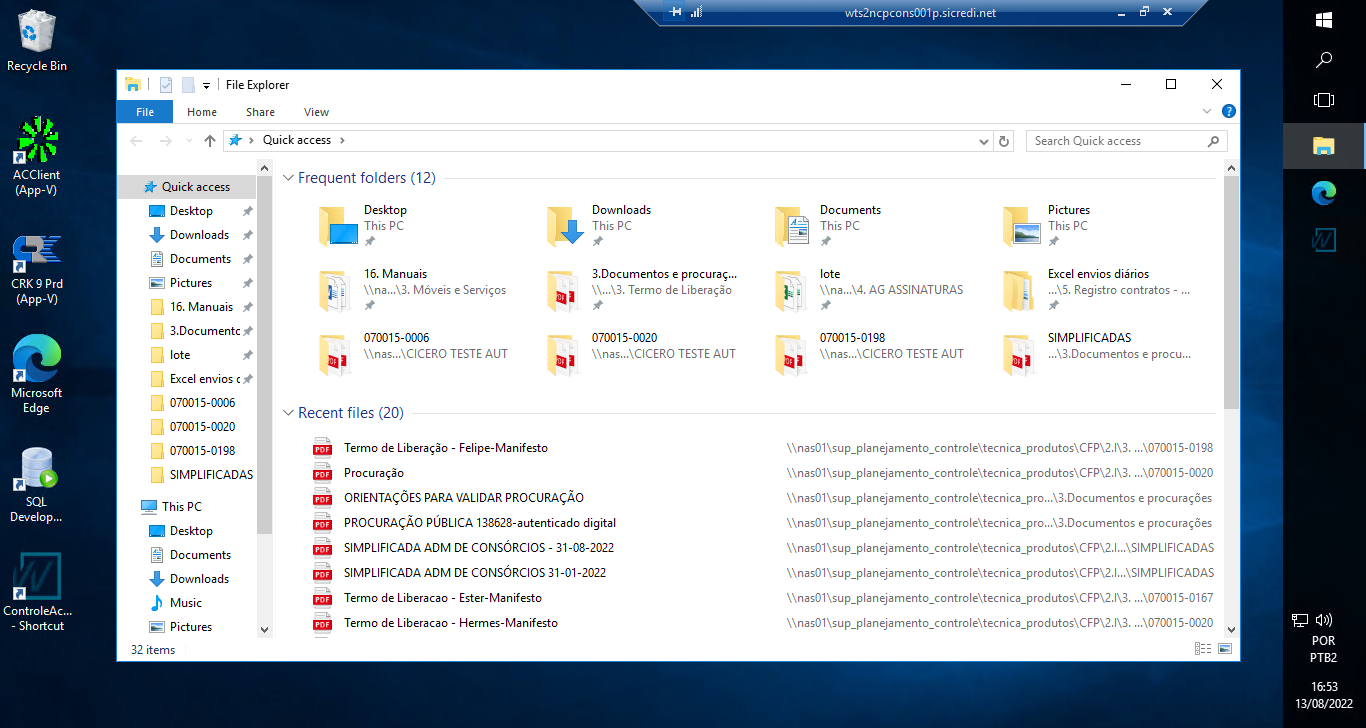 wts2ncpcons001p.sicredi.net
Recycle Bin
ACClient
(App-V)
CRK 9 Prd
(App-V)
Microsoft
Edge
SQL
Develop...
ControleAc...
- Shortcut
File Explorer
File Home Share View
Quick access
Search Quick access
Quick access
Desktop
Downloads
Documents
Pictures
16. Manuais
3.Documento
lote
Excel envios d
070015-0006
070015-0020
070015-0198
SIMPLIFICADAS
This PC
Desktop
Documents
Downloads
Music
Pictures
Frequent folders (12)
Desktop
This PC
Downloads
This PC
Documents
This PC
Pictures
This PC
16. Manuais
\\na...\3. Móveis e Serviços
3.Documentos e procuraç...
\\...\3. Termo de Liberação
lote
\\na...\4. AG ASSINATURAS
Excel envios diários
...\5. Registro contratos - ...
070015-0006
\\nas...\CICERO TESTE AUT
070015-0020
\\nas...\CICERO TESTE AUT
070015-0198
\\nas...\CICERO TESTE AUT
SIMPLIFICADAS
...\3.Documentos e procu...
Recent files (20)
Termo de Liberação - Felipe-Manifesto \\nas01\sup_planejamento_controle\tecnica_produtos\CFP\2.I\3. ...\070015-0198
Procuração \\nas01\sup_planejamento_controle\tecnica_produtos\CFP\2.I\3. ...\070015-0020
ORIENTAÇÕES PARA VALIDAR PROCURAÇÃO \\nas01\sup_planejamento_controle\tecnica_pro...\3.Documentos e procurações
PROCURAÇÃO PÚBLICA 138628-autenticado digital \\nas01\sup_planejamento_controle\tecnica_pro...\3.Documentos e procurações
SIMPLIFICADA ADM DE CONSÓRCIOS - 31-08-2022 \\nas01\sup_planejamento_controle\tecnica_produtos\CFP\2.I...\SIMPLIFICADAS
SIMPLIFICADA ADM DE CONSÓRCIOS 31-01-2022 \\nas01\sup_planejamento_controle\tecnica_produtos\CFP\2.I...\SIMPLIFICADAS
Termo de Liberacao - Ester-Manifesto \\nas01\sup_planejamento_controle\tecnica_produtos\CFP\2.I\3. ...\070015-0167
Termo de Liberacao - Hermes-Manifesto \\nas01\sup_planejamento_controle\tecnica_produtos\CFP\2.I\3. ...\070015-0020
32 items
POR
PTB2
16:53
13/08/2022